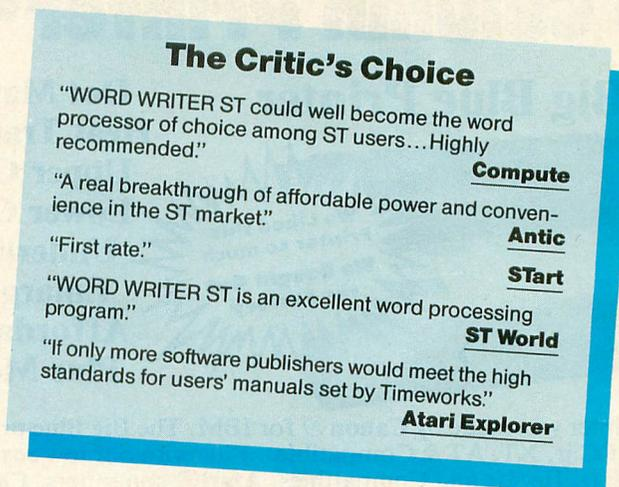 The Critic's Choice
“WORD WRITER ST could well become the word
processor of choice among ST users...Highly
recommended.”
Compute
“A real breakthrough of affordable power and conven-
ience in the ST market.”
Antic
“First rate.”
STart
“WORD WRITER ST is an excellent word processing
program.”
ST World
“If only more software publishers would meet the high
standards for users' manuals set by Timeworks.”
Atari Explorer